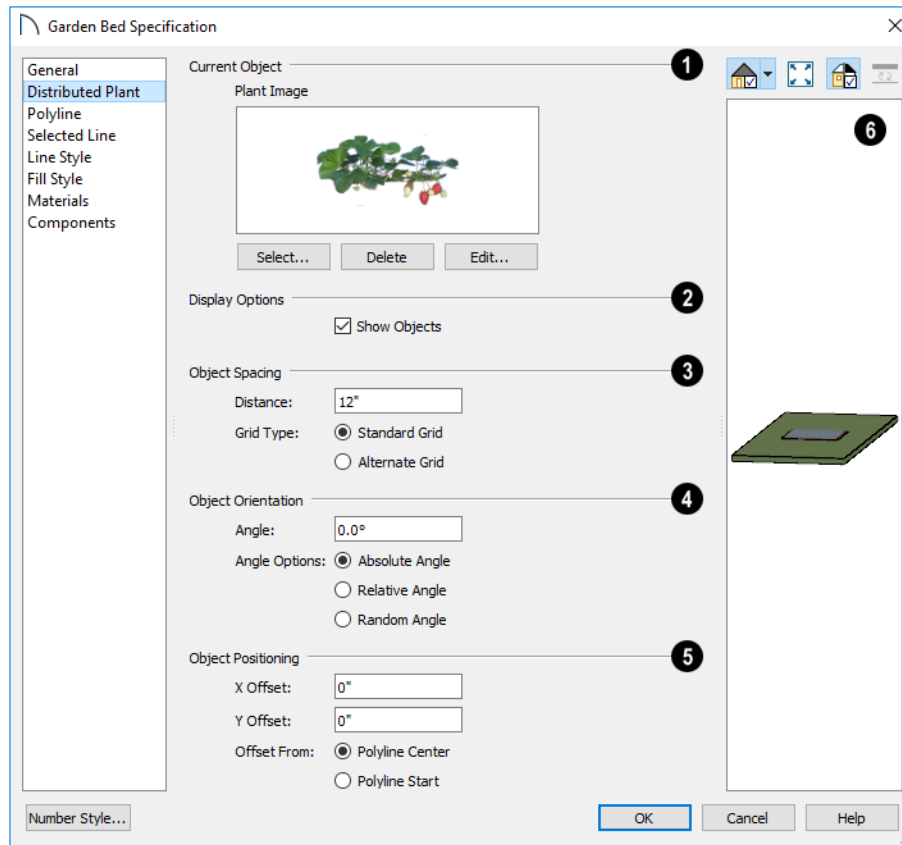 Garden Bed Specification
General
Distributed Plant
Polyline
Selected Line
Line Style
Fill Style
Materials
Components
Current Object 1
Plant Image
Select... Delete Edit...
Display Options 2
Show Objects
Object Spacing 3
Distance: 12"
Grid Type: Standard Grid
Alternate Grid
Object Orientation 4
Angle: 0.0°
Angle Options: Absolute Angle
Relative Angle
Random Angle
Object Positioning 5
X Offset: 0"
Y Offset: 0"
Offset From: Polyline Center
Polyline Start
6
Number Style... OK Cancel Help